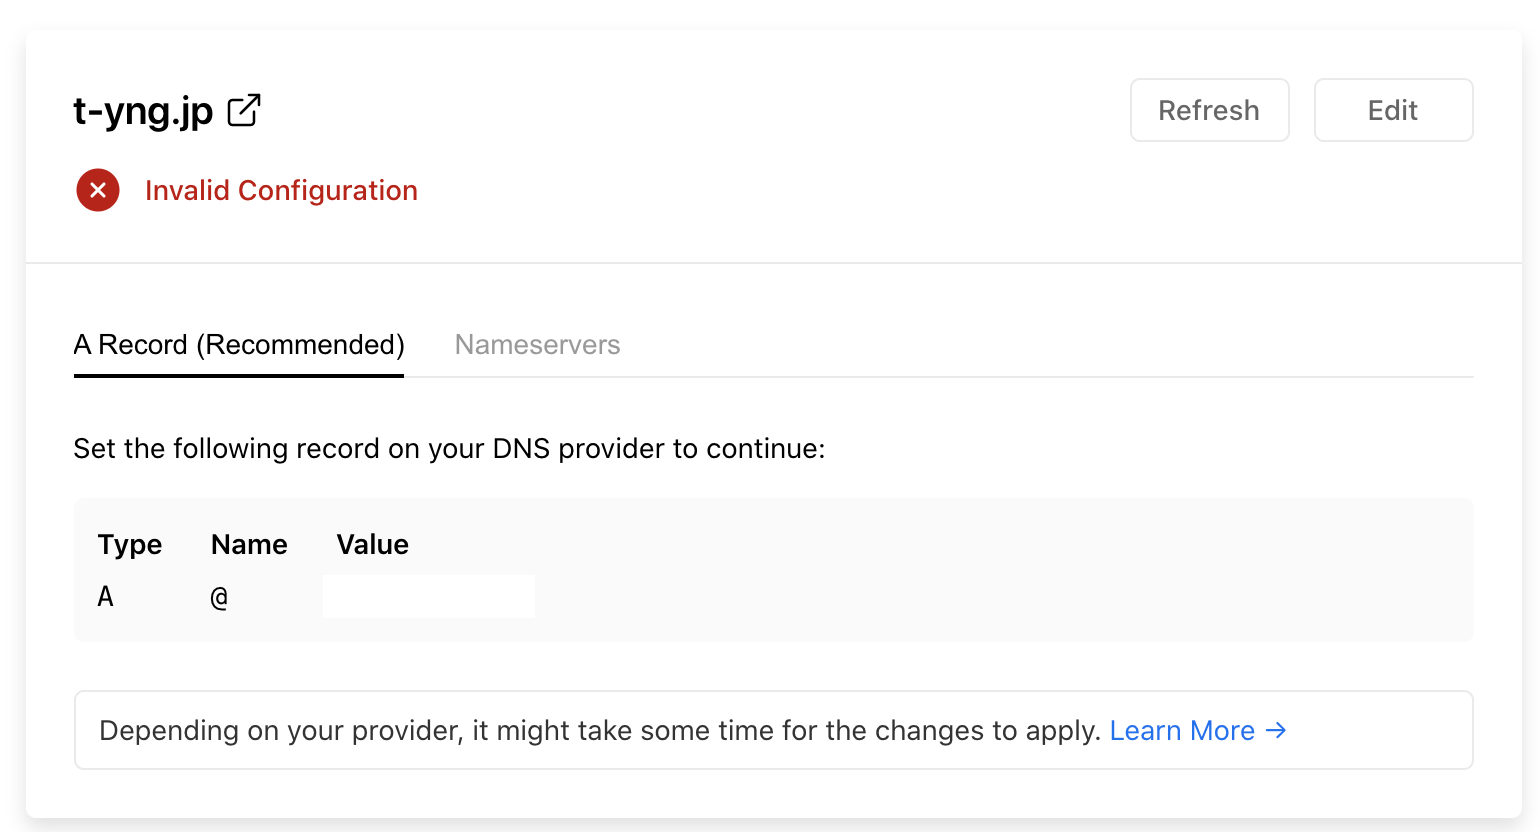 t-yng.jp
Refresh
Edit
Invalid Configuration
A Record (Recommended)
Nameservers
Set the following record on your DNS provider to continue:
Type Name Value
A @
Depending on your provider, it might take some time for the changes to apply. Learn More →